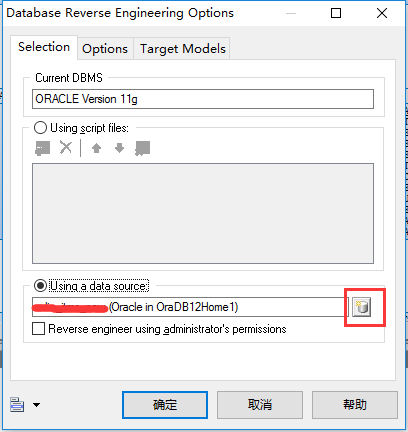 Database Reverse Engineering Options
Selection Options Target Models
Current DBMS
ORACLE Version 11g
Using script files:
Using a data source:
(Oracle in OraDB12Home1)
Reverse engineer using administrator's permissions
确定 取消 帮助